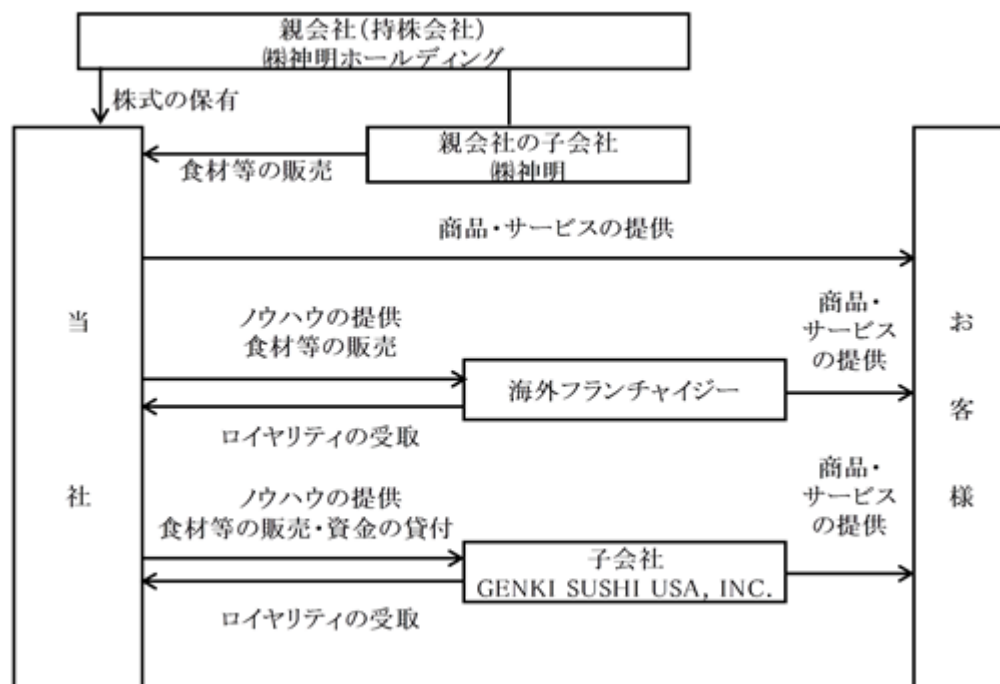 親会社(持株会社)
㈱神明ホールディング
株式の保有
親会社の子会社
㈱神明
食材等の販売
商品・サービスの提供
当社
お客様
ノウハウの提供
食材等の販売
商品・
サービス
の提供
海外フランチャイジー
ロイヤリティの受取
ノウハウの提供
食材等の販売・資金の貸付
商品・
サービス
の提供
子会社
GENKI SUSHI USA, INC.
ロイヤリティの受取